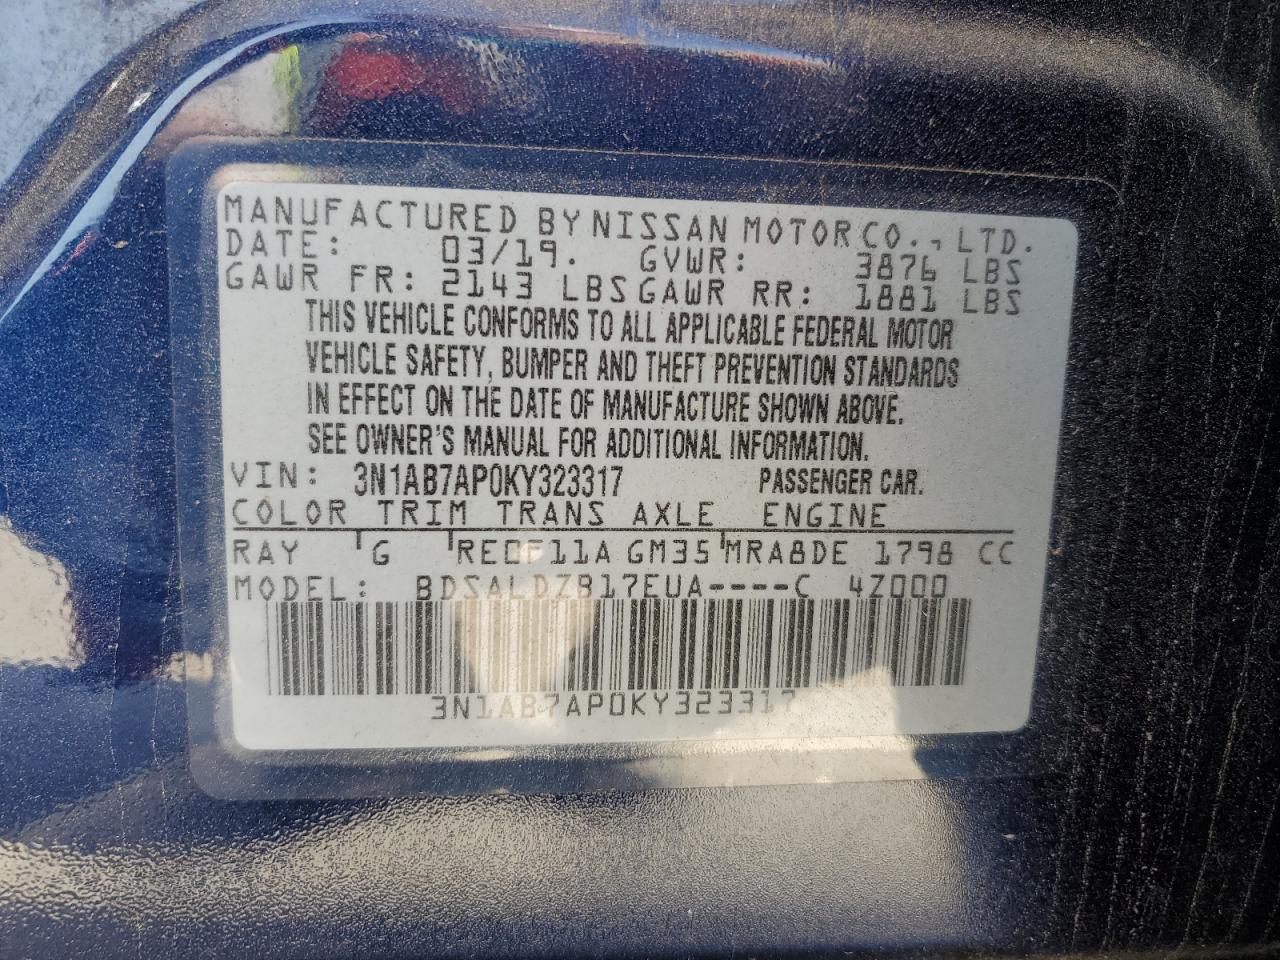 MANUFACTURED BY NISSAN MOTOR CO., LTD.
DATE: 03/19. GVWR: 3876 LBS
GAWR FR: 2143 LBS GAWR RR: 1881 LBS
THIS VEHICLE CONFORMS TO ALL APPLICABLE FEDERAL MOTOR
VEHICLE SAFETY, BUMPER AND THEFT PREVENTION STANDARDS
IN EFFECT ON THE DATE OF MANUFACTURE SHOWN ABOVE.
SEE OWNER'S MANUAL FOR ADDITIONAL INFORMATION.
VIN: 3N1AB7AP0KY323317 PASSENGER CAR.
COLOR TRIM TRANS AXLE ENGINE
RAY G RE0F11A GM35 MRA8DE 1798 CC
MODEL: BDSALDZB17EUA----C 4Z000
3N1AB7AP0KY323317